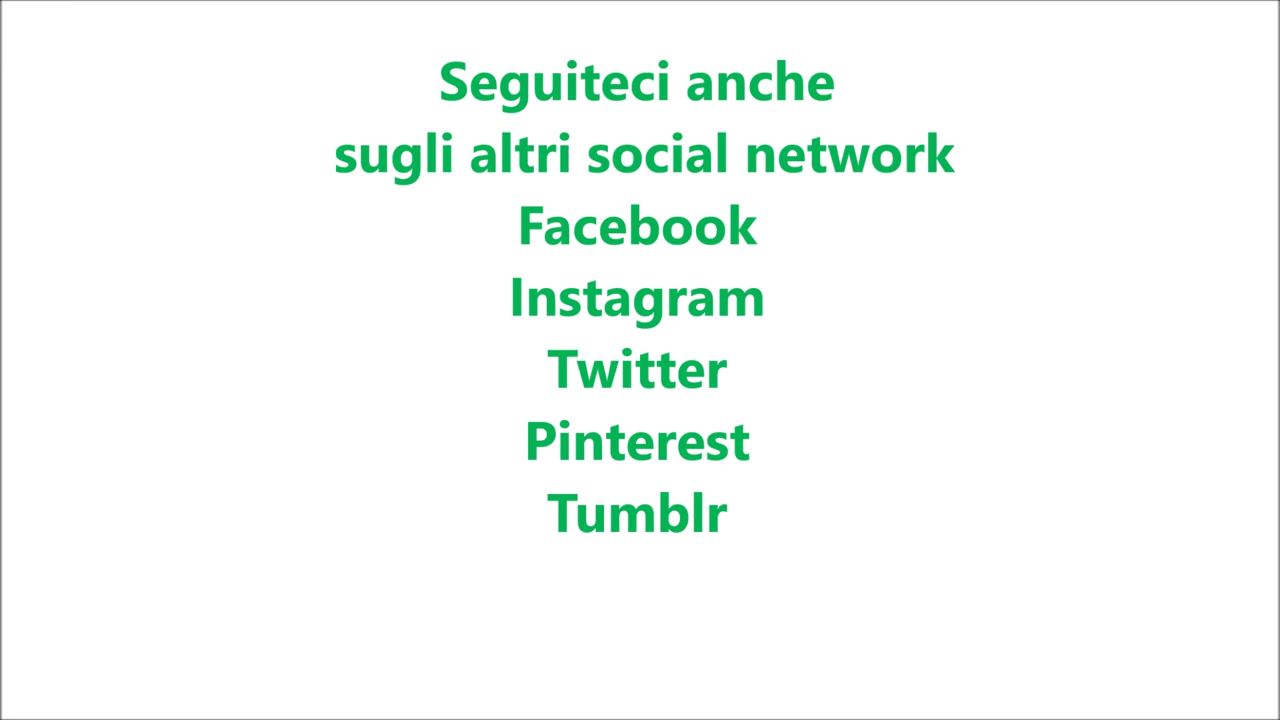 Seguiteci anche
sugli altri social network
Facebook
Instagram
Twitter
Pinterest
Tumblr